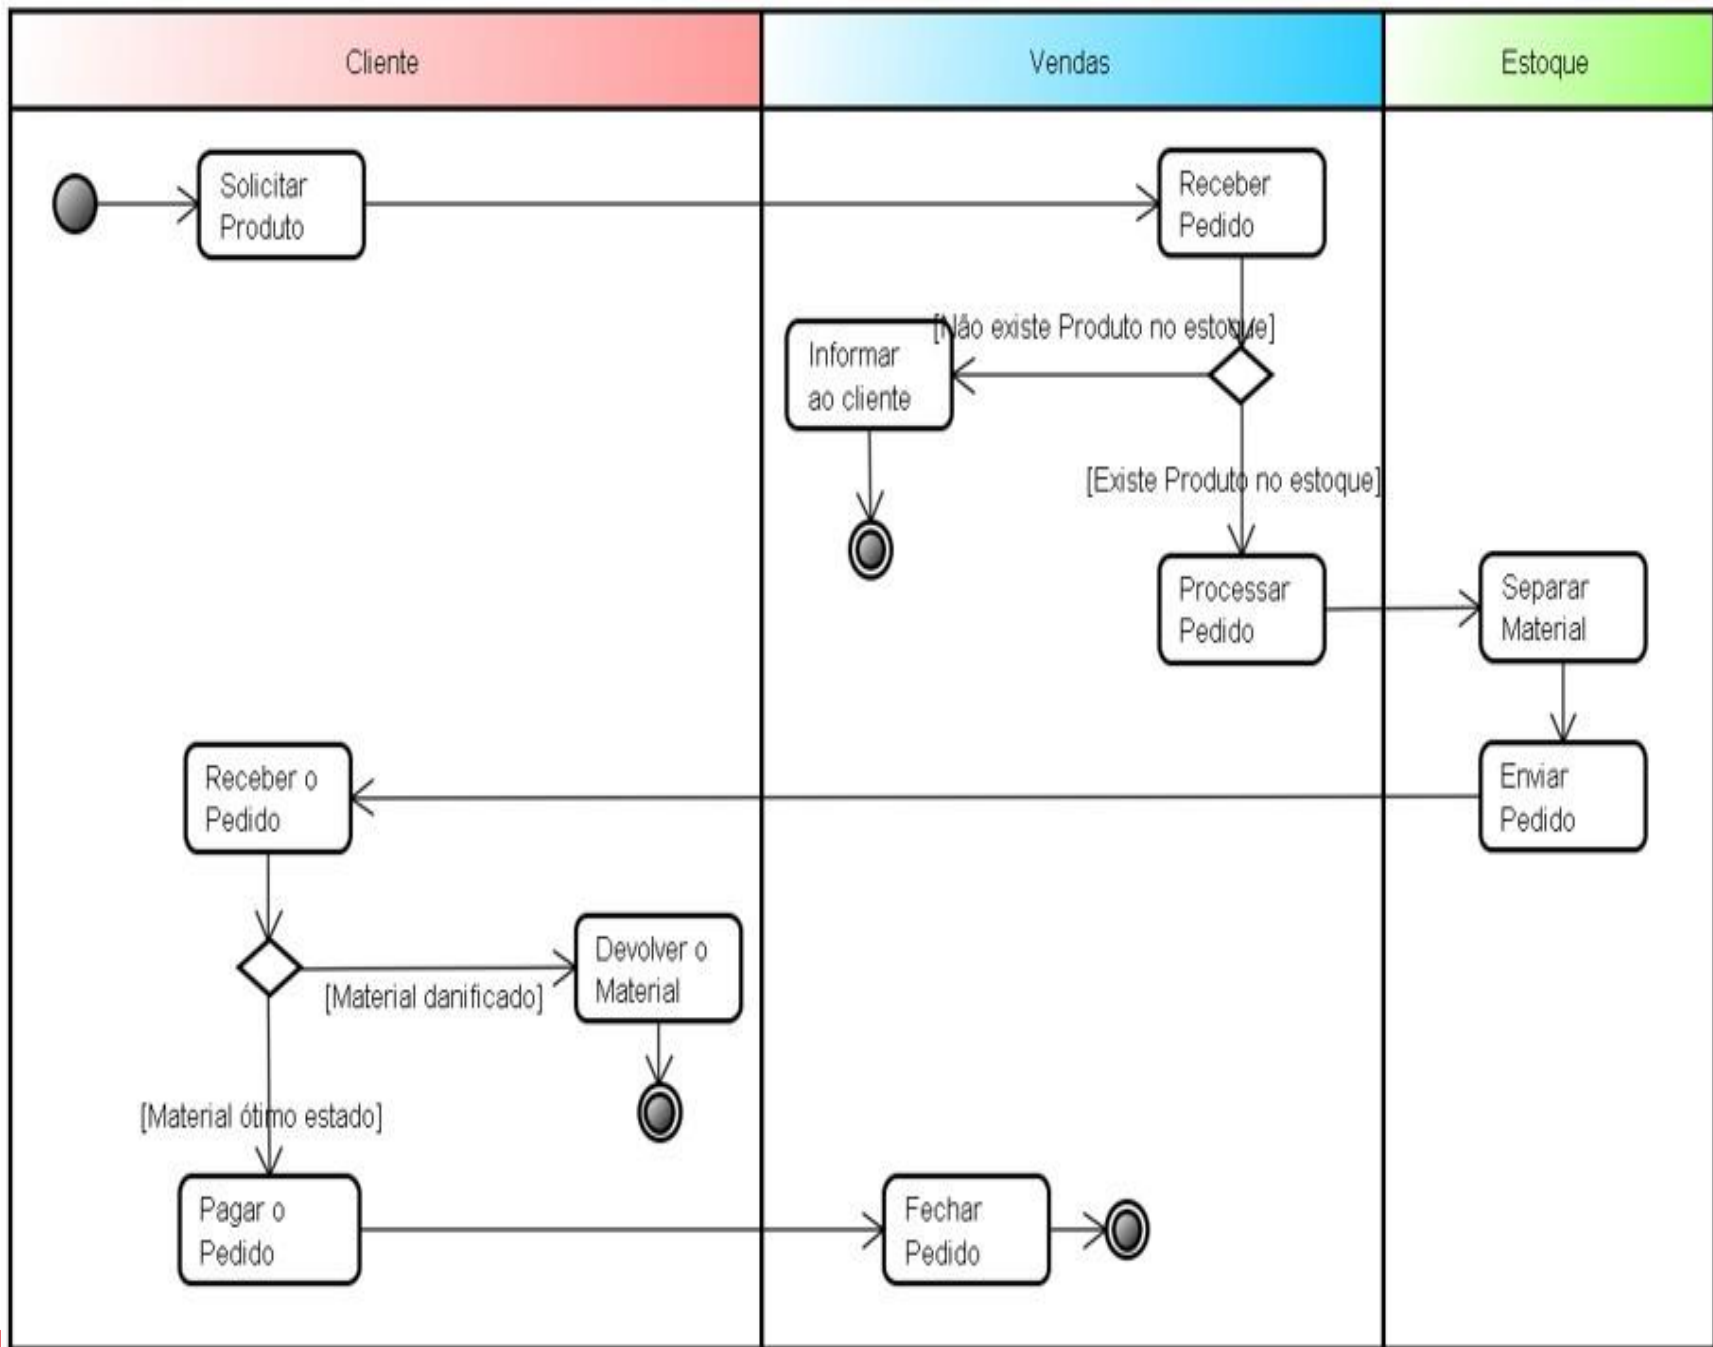 Cliente
Vendas
Estoque
Solicitar
Produto
Receber
Pedido
[Não existe Produto no estoque]
Informar
ao cliente
[Existe Produto no estoque]
Processar
Pedido
Separar
Material
Receber o
Pedido
Enviar
Pedido
Devolver o
Material
[Material danificado]
[Material ótimo estado]
Pagar o
Pedido
Fechar
Pedido